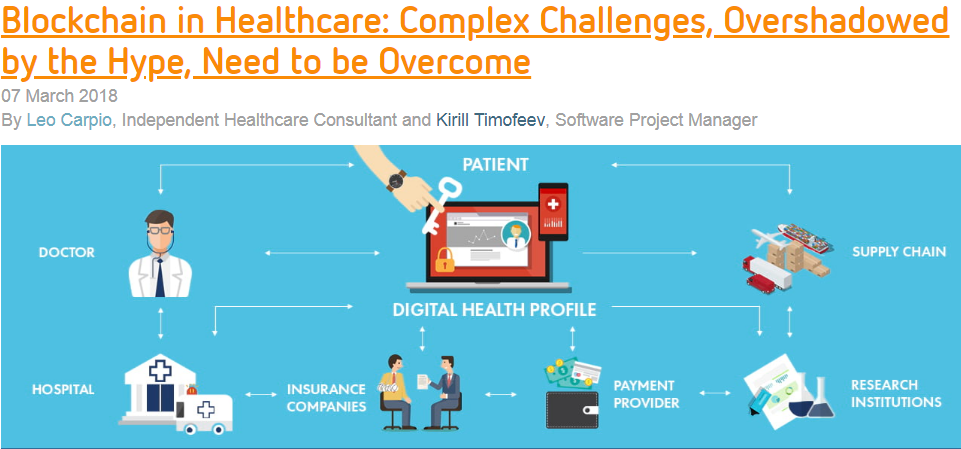 Blockchain in Healthcare: Complex Challenges, Overshadowed
by the Hype, Need to be Overcome
07 March 2018
By Leo Carpio, Independent Healthcare Consultant and Kirill Timofeev, Software Project Manager
PATIENT
DOCTOR
SUPPLY CHAIN
DIGITAL HEALTH PROFILE
HOSPITAL
INSURANCE
COMPANIES
PAYMENT
PROVIDER
RESEARCH
INSTITUTIONS